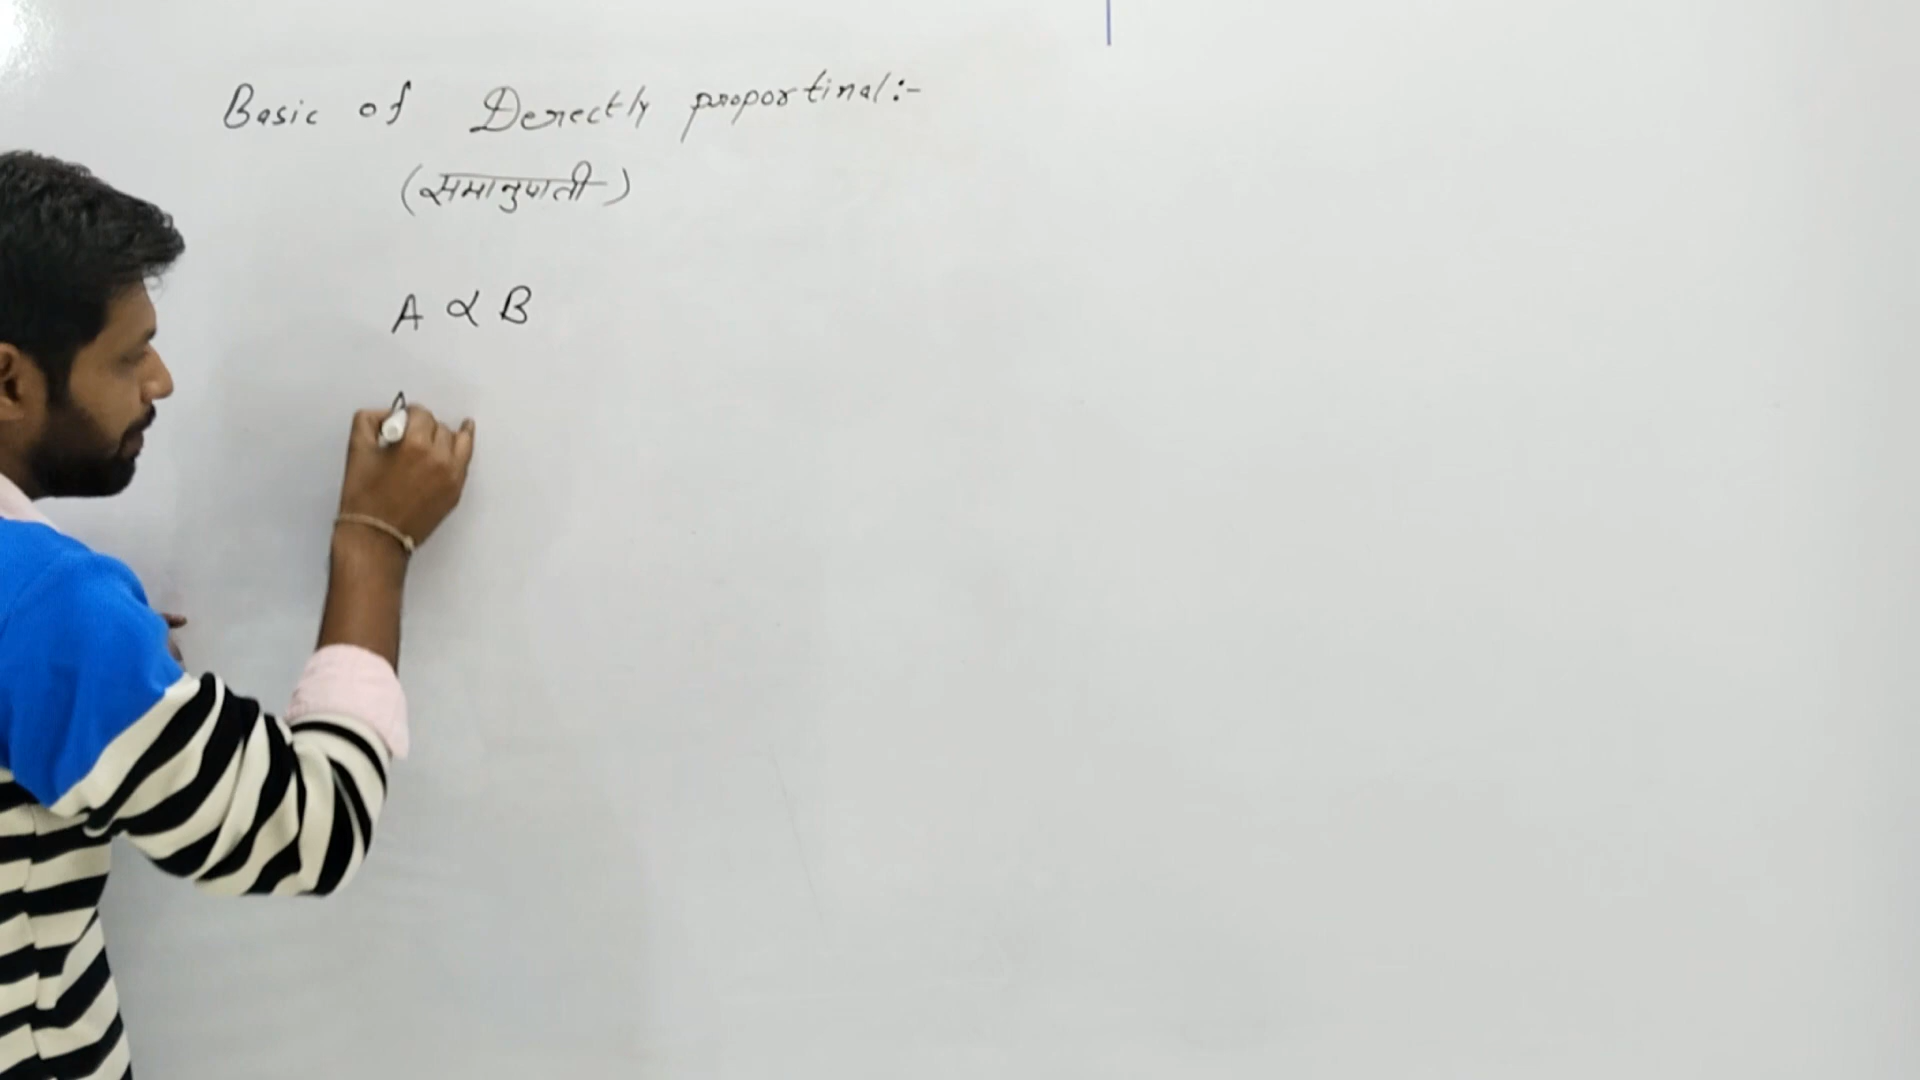 Basic of Derectly proportinal:-
(समानुपाती)
A ∝ B
A